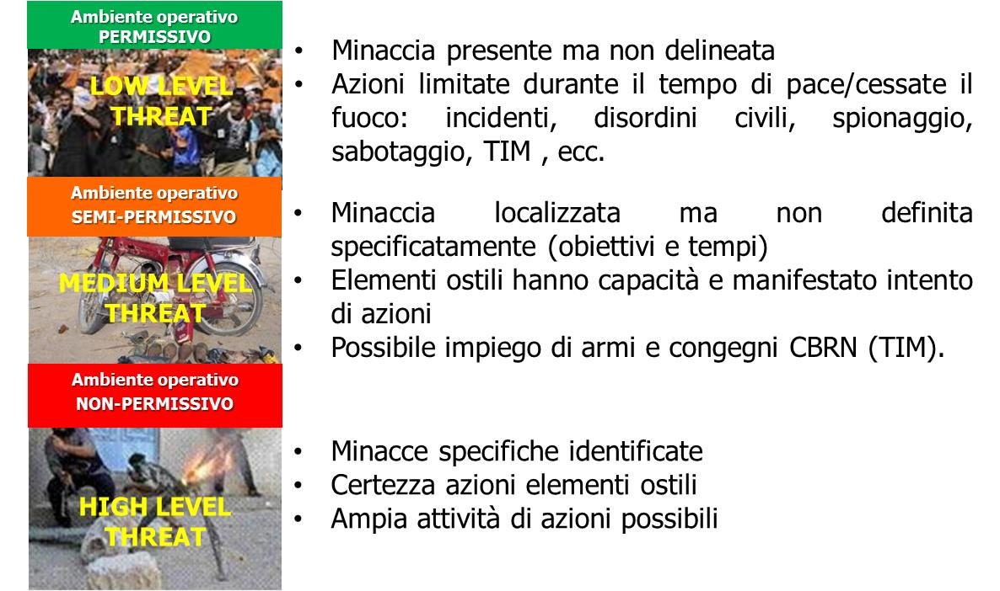 Ambiente operativo
PERMISSIVO
LOW LEVEL
THREAT
• Minaccia presente ma non delineata
• Azioni limitate durante il tempo di pace/cessate il
fuoco: incidenti, disordini civili, spionaggio,
sabotaggio, TIM , ecc.
Ambiente operativo
SEMI-PERMISSIVO
MEDIUM LEVEL
THREAT
• Minaccia localizzata ma non definita
specificatamente (obiettivi e tempi)
• Elementi ostili hanno capacità e manifestato intento
di azioni
• Possibile impiego di armi e congegni CBRN (TIM).
Ambiente operativo
NON-PERMISSIVO
HIGH LEVEL
THREAT
• Minacce specifiche identificate
• Certezza azioni elementi ostili
• Ampia attività di azioni possibili